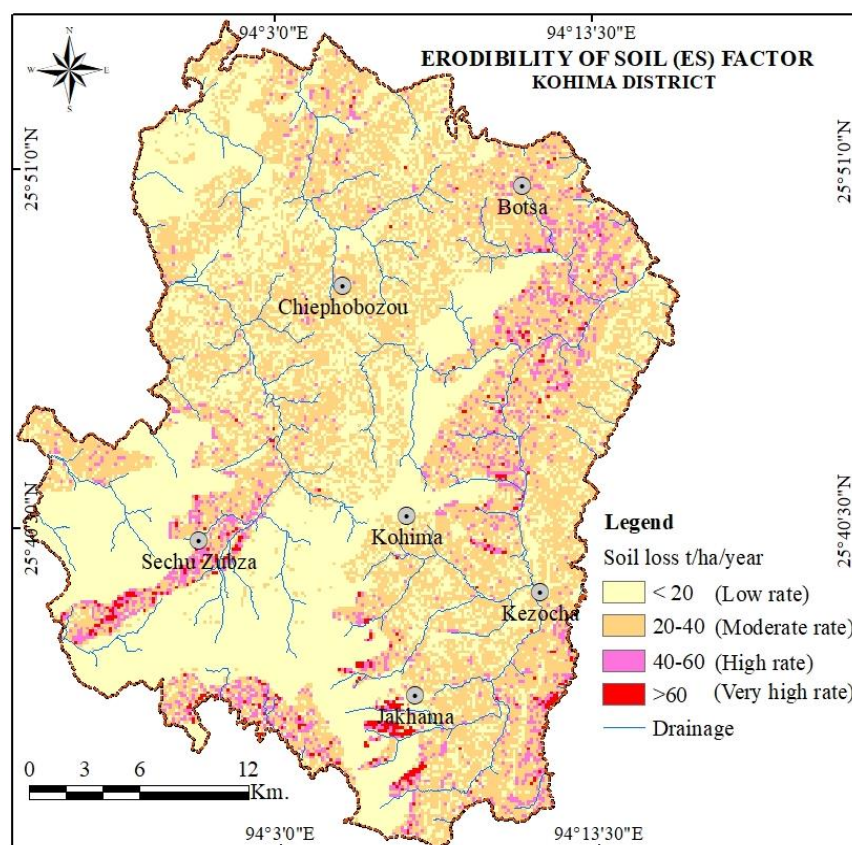 94°3'0"E
94°13'30"E
N
W
E
S
ERODIBILITY OF SOIL (ES) FACTOR
KOHIMA DISTRICT
25°51'0"N
25°51'0"N
Botsa
Chiephobozou
25°40'30"N
25°40'30"N
Kohima
Sechu Zubza
Kezocha
Jakhama
Legend
Soil loss t/ha/year
< 20 (Low rate)
20-40 (Moderate rate)
40-60 (High rate)
>60 (Very high rate)
Drainage
0 3 6 12
Km.
94°3'0"E
94°13'30"E